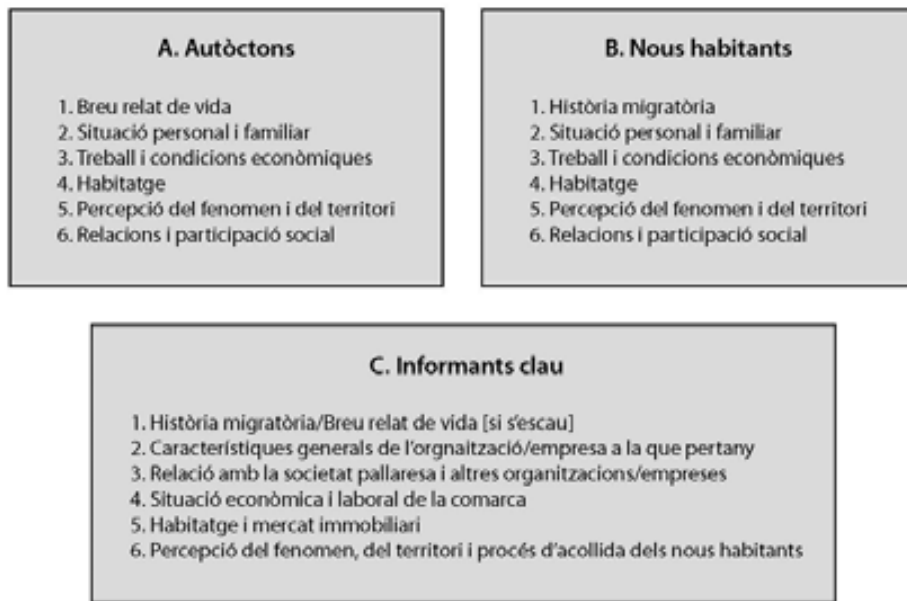 A. Autòctons
1. Breu relat de vida
2. Situació personal i familiar
3. Treball i condicions econòmiques
4. Habitatge
5. Percepció del fenomen i del territori
6. Relacions i participació social
B. Nous habitants
1. Història migratòria
2. Situació personal i familiar
3. Treball i condicions econòmiques
4. Habitatge
5. Percepció del fenomen i del territori
6. Relacions i participació social
C. Informants clau
1. Història migratòria/Breu relat de vida [si s'escau]
2. Característiques generals de l'orgnaització/empresa a la que pertany
3. Relació amb la societat pallaresa i altres organitzacions/empreses
4. Situació econòmica i laboral de la comarca
5. Habitatge i mercat immobiliari
6. Percepció del fenomen, del territori i procés d'acollida dels nous habitants